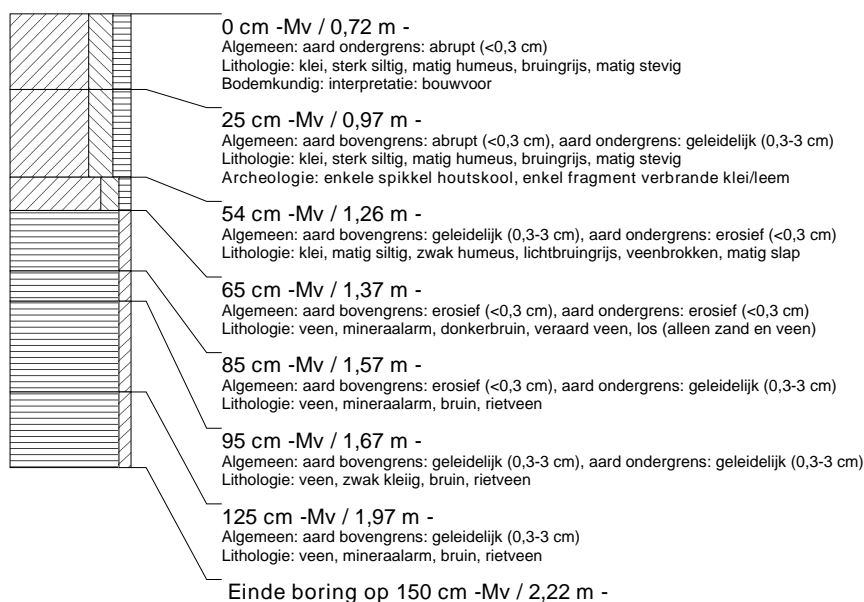 0 cm -Mv / 0,72 m -
Algemeen: aard ondergrens: abrupt (<0,3 cm)
Lithologie: klei, sterk siltig, matig humeus, bruingrijs, matig stevig
Bodemkundig: interpretatie: bouwvoor
25 cm -Mv / 0,97 m -
Algemeen: aard bovengrens: abrupt (<0,3 cm), aard ondergrens: geleidelijk (0,3-3 cm)
Lithologie: klei, sterk siltig, matig humeus, bruingrijs, matig stevig
Archeologie: enkele spikkel houtskool, enkel fragment verbrande klei/leem
54 cm -Mv / 1,26 m -
Algemeen: aard bovengrens: geleidelijk (0,3-3 cm), aard ondergrens: erosief (<0,3 cm)
Lithologie: klei, matig siltig, zwak humeus, lichtbruingrijs, veenbrokken, matig slap
65 cm -Mv / 1,37 m -
Algemeen: aard bovengrens: erosief (<0,3 cm), aard ondergrens: erosief (<0,3 cm)
Lithologie: veen, mineraalarm, donkerbruin, veraard veen, los (alleen zand en veen)
85 cm -Mv / 1,57 m -
Algemeen: aard bovengrens: erosief (<0,3 cm), aard ondergrens: geleidelijk (0,3-3 cm)
Lithologie: veen, mineraalarm, bruin, rietveen
95 cm -Mv / 1,67 m -
Algemeen: aard bovengrens: geleidelijk (0,3-3 cm), aard ondergrens: geleidelijk (0,3-3 cm)
Lithologie: veen, zwak kleiig, bruin, rietveen
125 cm -Mv / 1,97 m -
Algemeen: aard bovengrens: geleidelijk (0,3-3 cm)
Lithologie: veen, mineraalarm, bruin, rietveen
Einde boring op 150 cm -Mv / 2,22 m -